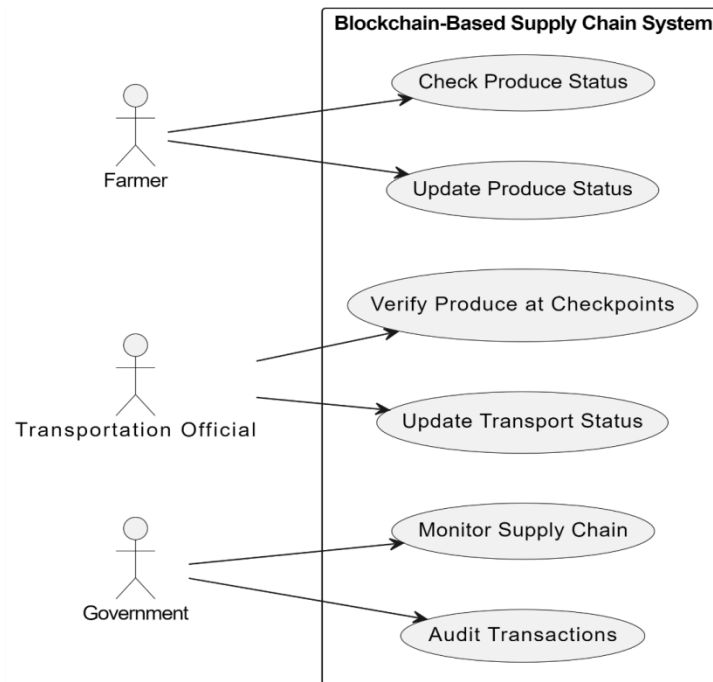 Blockchain-Based Supply Chain System
Check Produce Status
Farmer
Update Produce Status
Verify Produce at Checkpoints
Transportation Official
Update Transport Status
Monitor Supply Chain
Government
Audit Transactions